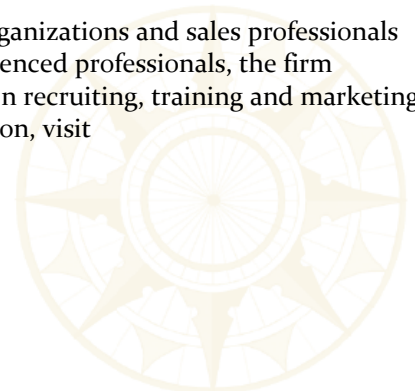 ganizations and sales professionals
enced professionals, the firm
n recruiting, training and marketing
on, visit